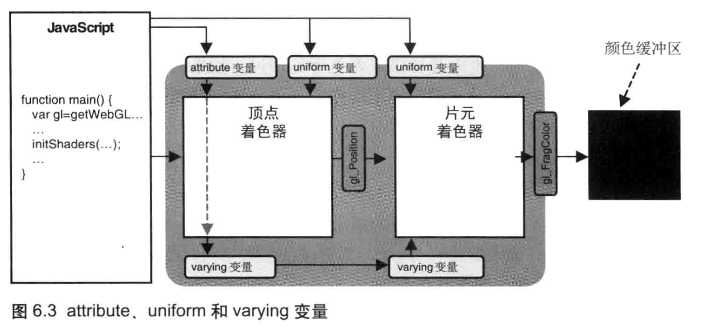 JavaScript
function main() {
var gl=getWebGL…
…
initShaders(…);
…
}
attribute 变量
uniform 变量
uniform 变量
颜色缓冲区
顶点
着色器
gl_Position
片元
着色器
gl_FragColor
varying 变量
varying 变量
图 6.3 attribute、uniform 和 varying 变量